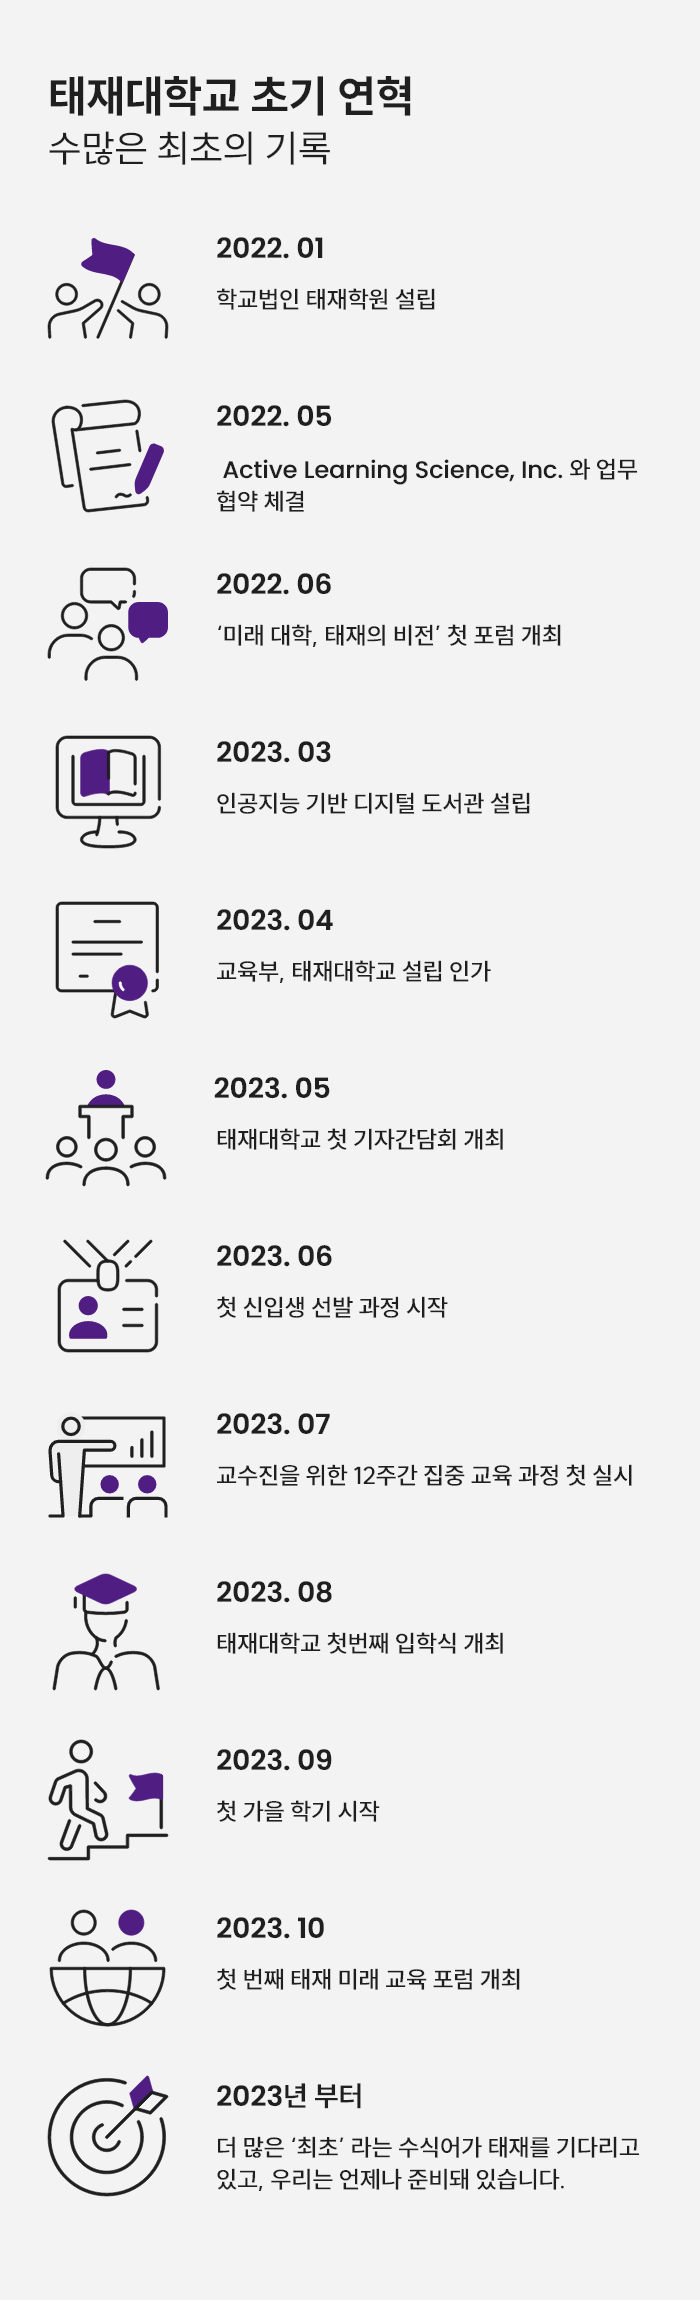 태재대학교 초기 연혁
수많은 최초의 기록
2022. 01
학교법인 태재학원 설립
2022. 05
Active Learning Science, Inc. 와 업무
협약 체결
2022. 06
‘미래 대학, 태재의 비전’ 첫 포럼 개최
2023. 03
인공지능 기반 디지털 도서관 설립
2023. 04
교육부, 태재대학교 설립 인가
2023. 05
태재대학교 첫 기자간담회 개최
2023. 06
첫 신입생 선발 과정 시작
2023. 07
교수진을 위한 12주간 집중 교육 과정 첫 실시
2023. 08
태재대학교 첫번째 입학식 개최
2023. 09
첫 가을 학기 시작
2023. 10
첫 번째 태재 미래 교육 포럼 개최
2023년 부터
더 많은 ‘최초’ 라는 수식어가 태재를 기다리고
있고, 우리는 언제나 준비돼 있습니다.